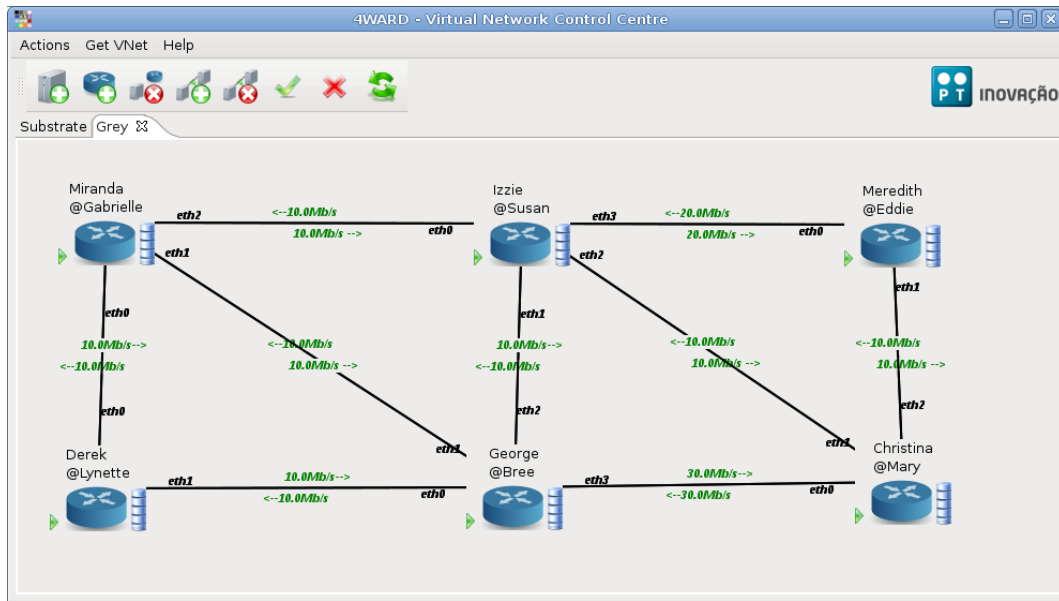 4WARD - Virtual Network Control Centre
Actions Get VNet Help
PT INOVAÇÃO
Substrate Grey
Miranda
@Gabrielle
Izzie
@Susan
Meredith
@Eddie
eth2 <--10.0Mb/s
10.0Mb/s --> eth0
eth3 <--20.0Mb/s
20.0Mb/s --> eth0
eth1
eth2
eth0
eth1
eth1
10.0Mb/s-->
<--10.0Mb/s
<--10.0Mb/s
10.0Mb/s -->
10.0Mb/s-->
<--10.0Mb/s
<--10.0Mb/s
10.0Mb/s -->
<--10.0Mb/s
10.0Mb/s -->
eth0
eth2
eth2
eth1
eth1
Derek
@Lynette
George
@Bree
Christina
@Mary
eth1 10.0Mb/s-->
<--10.0Mb/s eth0
eth3 30.0Mb/s-->
<--30.0Mb/s eth0